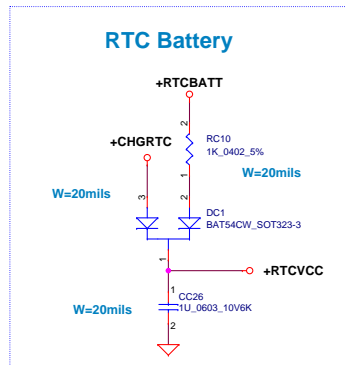 RTC Battery
+RTCBATT
2
RC10
1K_0402_5%
+CHGRTC
1
W=20mils
W=20mils
3
2
DC1
BAT54CW_SOT323-3
1
+RTCVCC
1
CC26
1U_0603_10V6K
W=20mils
2